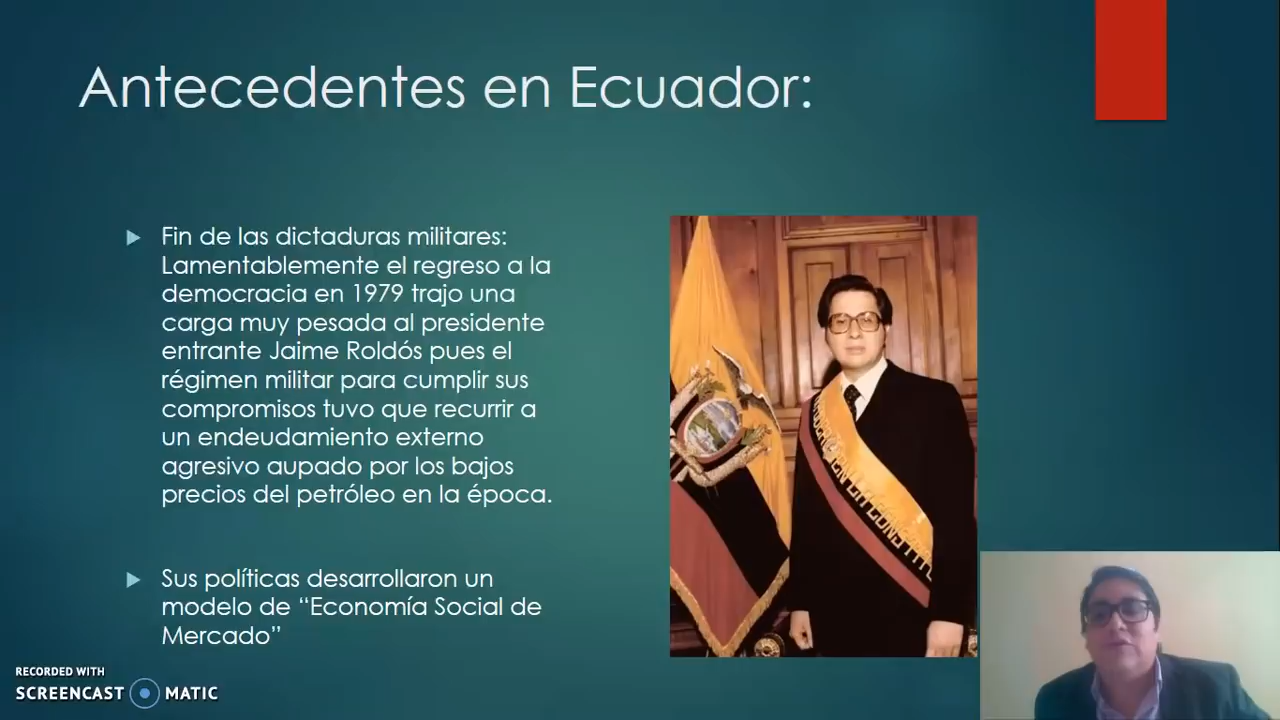 Antecedentes en Ecuador:
Fin de las dictaduras militares:
Lamentablemente el regreso a la
democracia en 1979 trajo una
carga muy pesada al presidente
entrante Jaime Roldós pues el
régimen militar para cumplir sus
compromisos tuvo que recurrir a
un endeudamiento externo
agresivo aupado por los bajos
precios del petróleo en la época.
Sus políticas desarrollaron un
modelo de “Economía Social de
Mercado”
RECORDED WITH
SCREENCAST MATIC